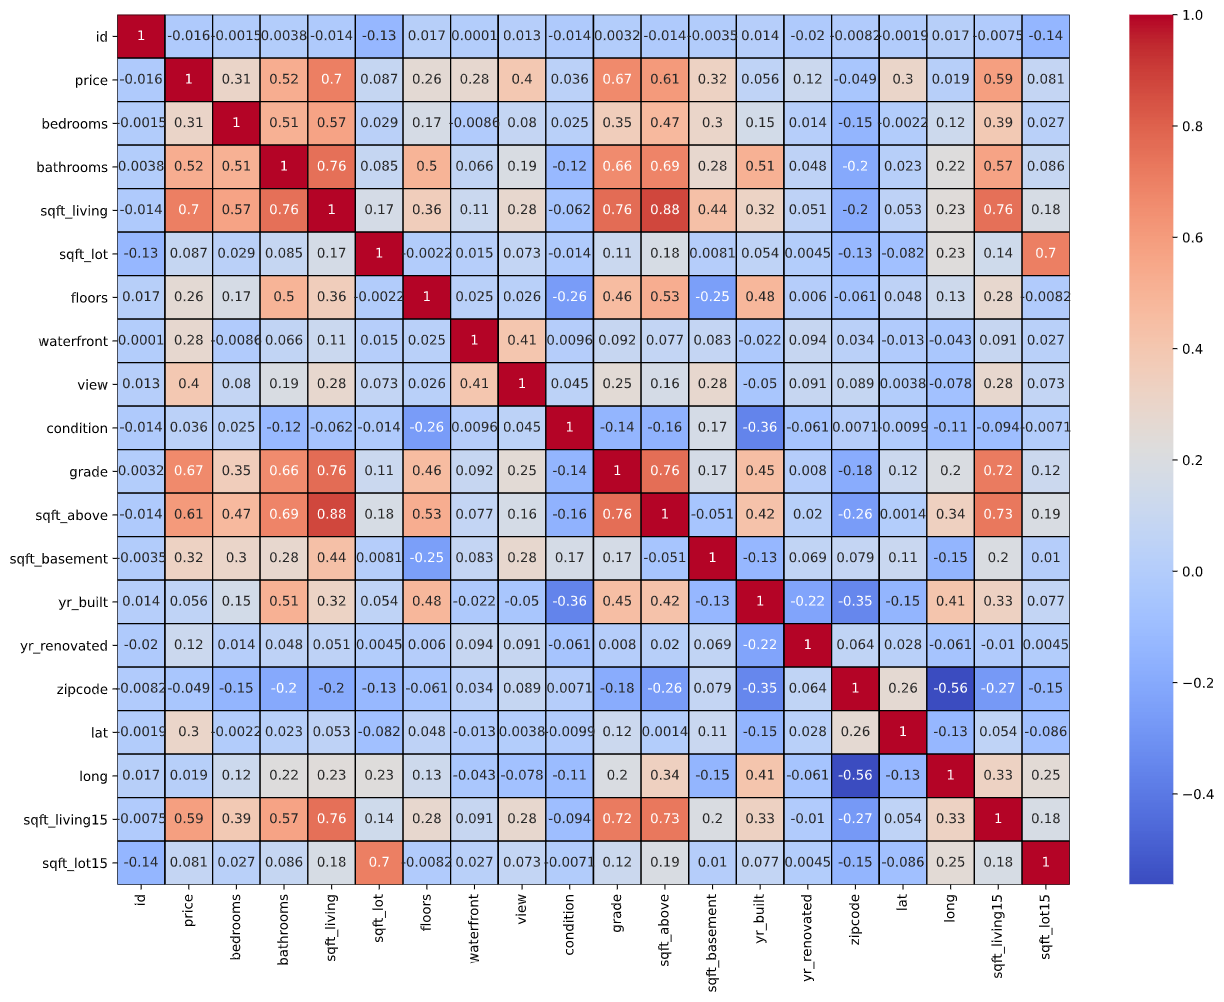 id 1 -0.016 -0.0015 0.0038 -0.014 -0.13 0.017 0.0001 0.013 -0.014 0.0032 -0.014 -0.0035 0.014 -0.02 -0.0082 -0.0019 0.017 -0.0075 -0.14
price -0.016 1 0.31 0.52 0.7 0.087 0.26 0.28 0.4 0.036 0.67 0.61 0.32 0.056 0.12 -0.049 0.3 0.019 0.59 0.081
bedrooms -0.0015 0.31 1 0.51 0.57 0.029 0.17 -0.0086 0.08 0.025 0.35 0.47 0.3 0.15 0.014 -0.15 -0.0022 0.12 0.39 0.027
bathrooms -0.0038 0.52 0.51 1 0.76 0.085 0.5 0.066 0.19 -0.12 0.66 0.69 0.28 0.51 0.048 -0.2 0.023 0.22 0.57 0.086
sqft_living -0.014 0.7 0.57 0.76 1 0.17 0.36 0.11 0.28 -0.062 0.76 0.88 0.44 0.32 0.051 -0.2 0.053 0.23 0.76 0.18
sqft_lot -0.13 0.087 0.029 0.085 0.17 1 -0.0022 0.015 0.073 -0.014 0.11 0.18 0.0081 0.054 0.0045 -0.13 -0.082 0.23 0.14 0.7
floors 0.017 0.26 0.17 0.5 0.36 -0.0022 1 0.025 0.026 -0.26 0.46 0.53 -0.25 0.48 0.006 -0.061 0.048 0.13 0.28 -0.0082
waterfront 0.0001 0.28 -0.0086 0.066 0.11 0.015 0.025 1 0.41 0.0096 0.092 0.077 0.083 -0.022 0.094 0.034 -0.013 -0.043 0.091 0.027
view 0.013 0.4 0.08 0.19 0.28 0.073 0.026 0.41 1 0.045 0.25 0.16 0.28 -0.05 0.091 0.089 0.0038 -0.078 0.28 0.073
condition -0.014 0.036 0.025 -0.12 -0.062 -0.014 -0.26 0.0096 0.045 1 -0.14 -0.16 0.17 -0.36 -0.061 0.0071 -0.0099 -0.11 -0.094 -0.0071
grade 0.0032 0.67 0.35 0.66 0.76 0.11 0.46 0.092 0.25 -0.14 1 0.76 0.17 0.45 0.008 -0.18 0.12 0.2 0.72 0.12
sqft_above -0.014 0.61 0.47 0.69 0.88 0.18 0.53 0.077 0.16 -0.16 0.76 1 -0.051 0.42 0.02 -0.26 0.0014 0.34 0.73 0.19
sqft_basement -0.0035 0.32 0.3 0.28 0.44 0.0081 -0.25 0.083 0.28 0.17 0.17 -0.051 1 -0.13 0.069 0.079 0.11 -0.15 0.2 0.01
yr_built 0.014 0.056 0.15 0.51 0.32 0.054 0.48 -0.022 -0.05 -0.36 0.45 0.42 -0.13 1 -0.22 -0.35 -0.15 0.41 0.33 0.077
yr_renovated -0.02 0.12 0.014 0.048 0.051 0.0045 0.006 0.094 0.091 -0.061 0.008 0.02 0.069 -0.22 1 0.064 0.028 -0.061 -0.01 0.0045
zipcode -0.0082 -0.049 -0.15 -0.2 -0.2 -0.13 -0.061 0.034 0.089 0.0071 -0.18 -0.26 0.079 -0.35 0.064 1 0.26 -0.56 -0.27 -0.15
lat -0.0019 0.3 -0.0022 0.023 0.053 -0.082 0.048 -0.013 0.0038 -0.0099 0.12 0.0014 0.11 -0.15 0.028 0.26 1 -0.13 0.054 -0.086
long 0.017 0.019 0.12 0.22 0.23 0.23 0.13 -0.043 -0.078 -0.11 0.2 0.34 -0.15 0.41 -0.061 -0.56 -0.13 1 0.33 0.25
sqft_living15 -0.0075 0.59 0.39 0.57 0.76 0.14 0.28 0.091 0.28 -0.094 0.72 0.73 0.2 0.33 -0.01 -0.27 0.054 0.33 1 0.18
sqft_lot15 -0.14 0.081 0.027 0.086 0.18 0.7 -0.0082 0.027 0.073 -0.0071 0.12 0.19 0.01 0.077 0.0045 -0.15 -0.086 0.25 0.18 1
id price bedrooms bathrooms sqft_living sqft_lot floors waterfront view condition grade sqft_above sqft_basement yr_built yr_renovated zipcode lat long sqft_living15 sqft_lot15
1.0
0.8
0.6
0.4
0.2
0.0
−0.2
−0.4